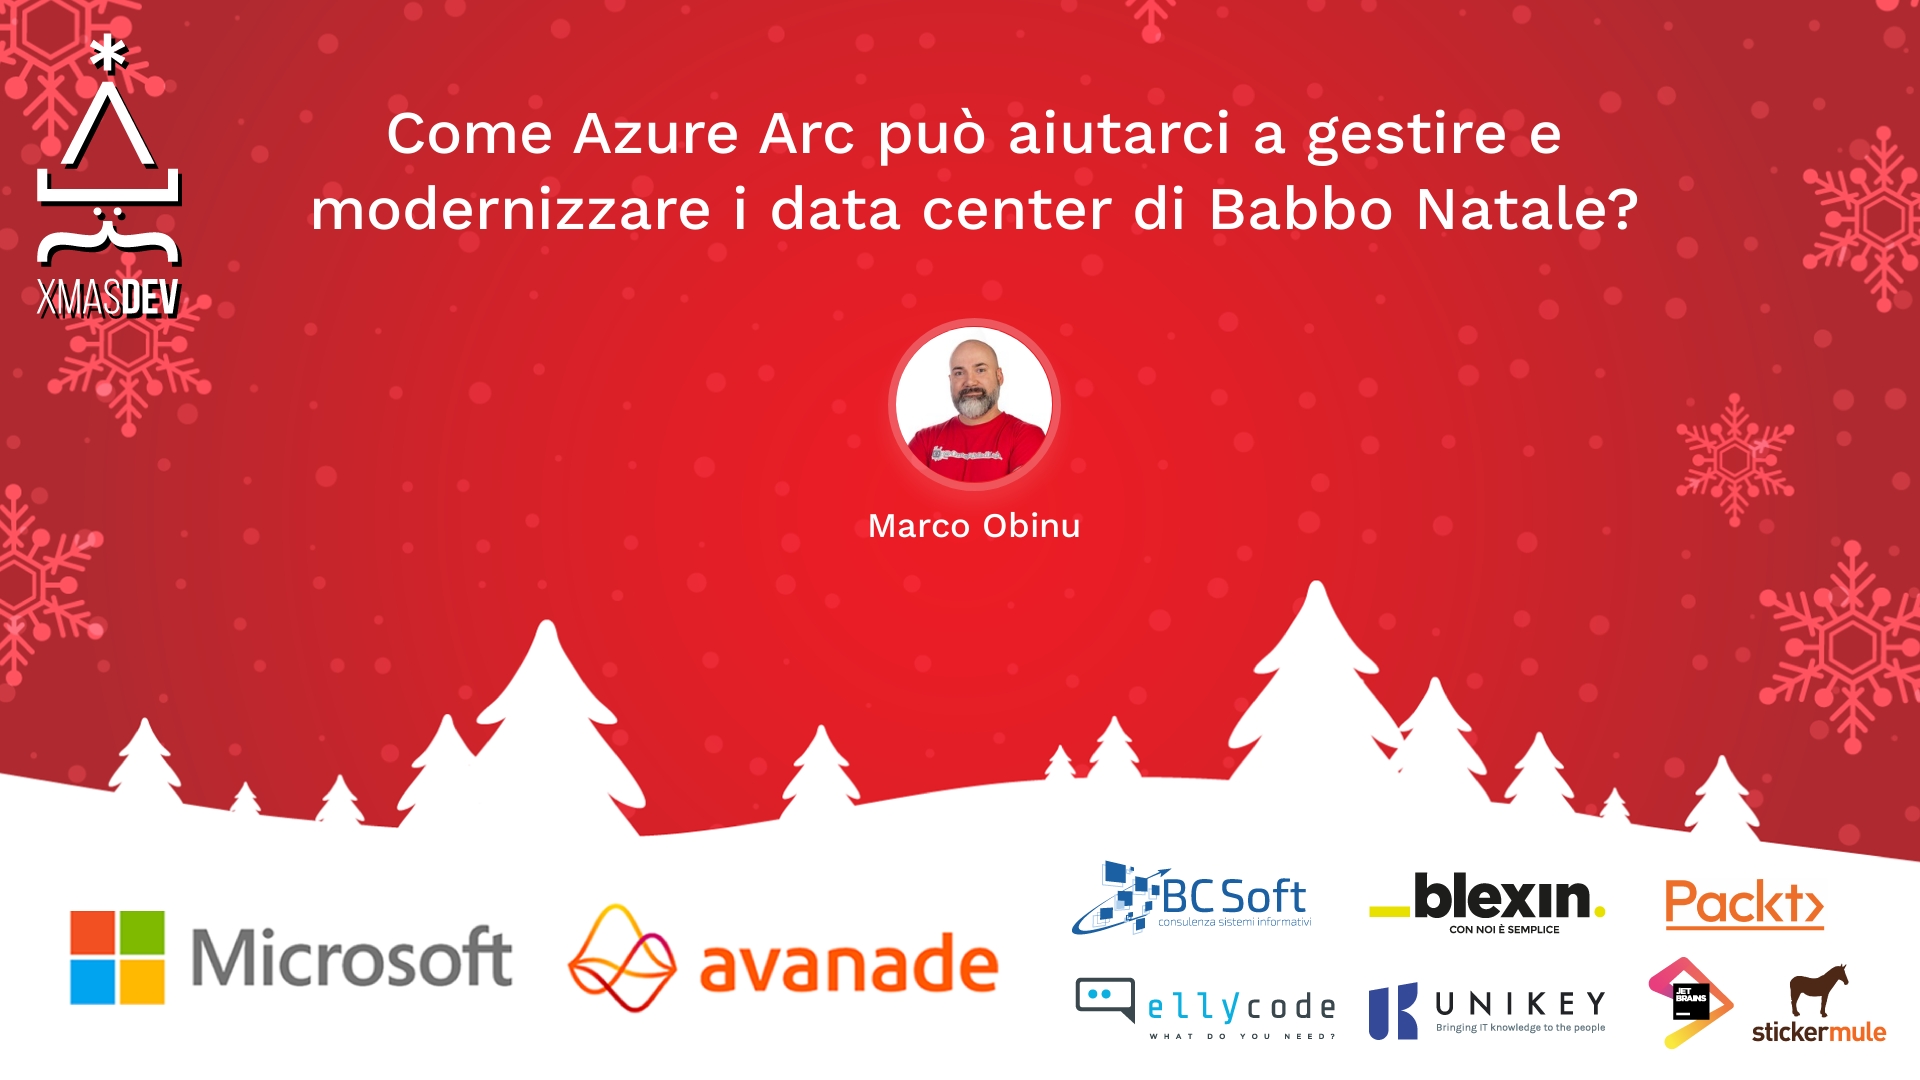 XMASDEV
Come Azure Arc può aiutarci a gestire e
modernizzare i data center di Babbo Natale?
Marco Obinu
Microsoft
avanade
BC Soft
consulenza sistemi informativi
blexın.
CON NOI È SEMPLICE
Packt>
ellycode
WHAT DO YOU NEED?
UNIKEY
Bringing IT knowledge to the people
JET
BRAINS
stickermule